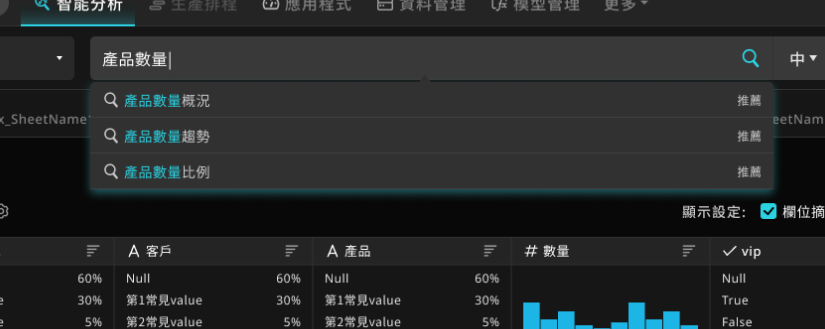 智能分析 生產排程 應用程式 資料管理 模型管理 更多
產品數量 中
產品數量概況 推薦
x_SheetName eetNam
產品數量趨勢 推薦
產品數量比例 推薦
顯示設定: 欄位摘
A 客戶 A 產品 # 數量 vip
60% Null 60% Null 60% Null
e 30% 第1常見value 30% 第1常見value 30% True
e 5% 第2常見value 5% 第2常見value 5% False